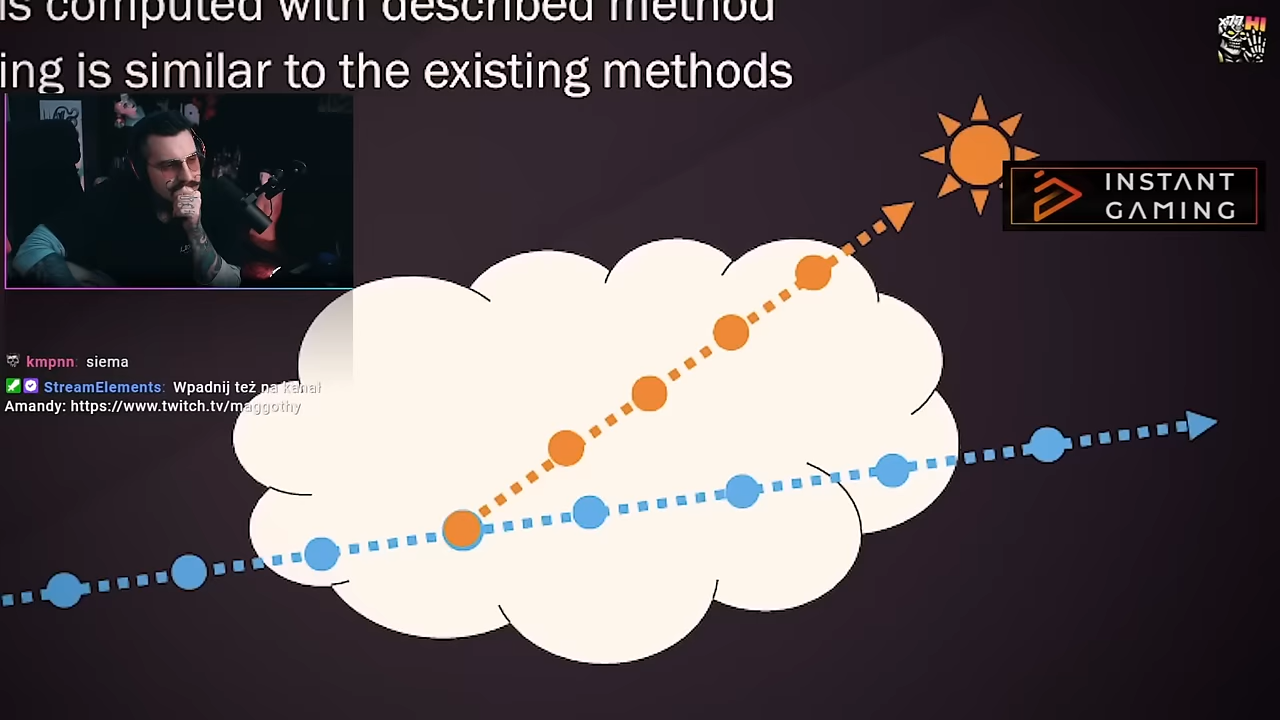 is computed with described method
ing is similar to the existing methods
HI
INSTANT
GAMING
kmpnn: siema
StreamElements: Wpadnij też na kanał
Amandy: https://www.twitch.tv/maggothy